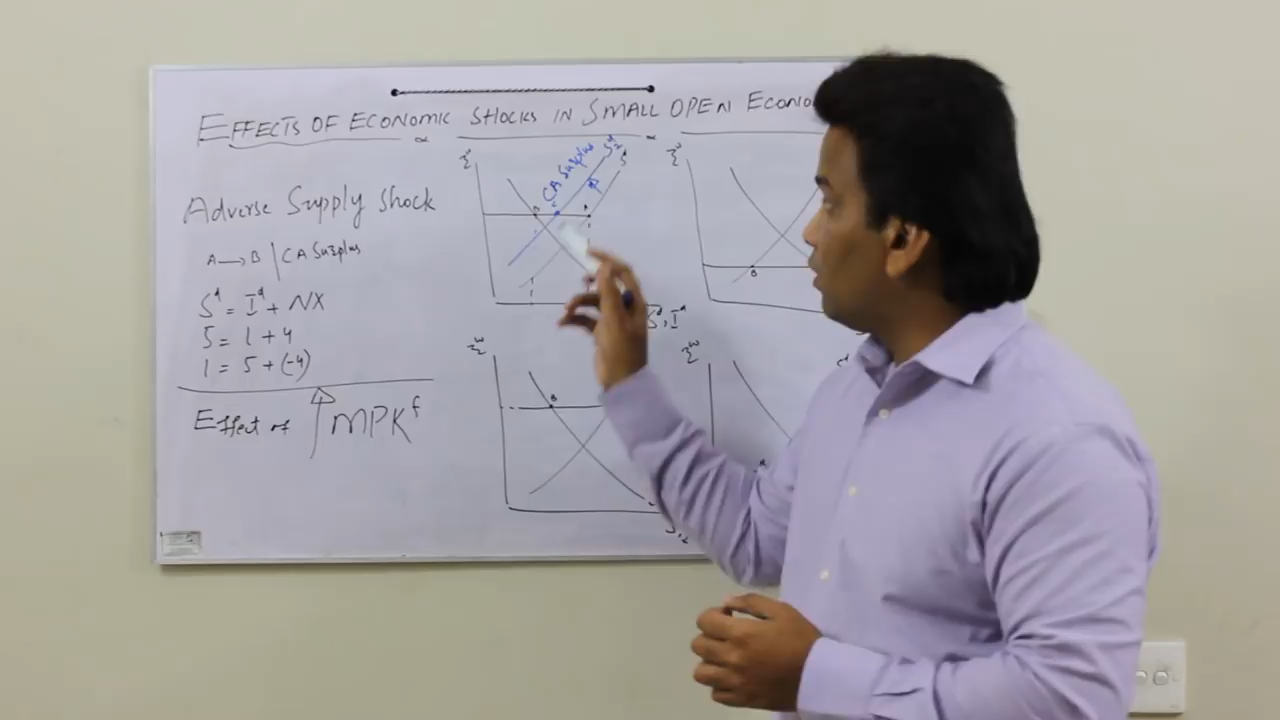 EFFECTS OF ECONOMIC SHOCKS IN SMALL OPEN ECONO
Adverse Supply Shock
A → B | CA Surplus
S^d = I^d + NX
5 = 1 + 4
1 = 5 + (-4)
Effect of ↑ MPK^f
CA Surplus
S^d_2
S^d
B
C
A
S^d, I^d
B
B